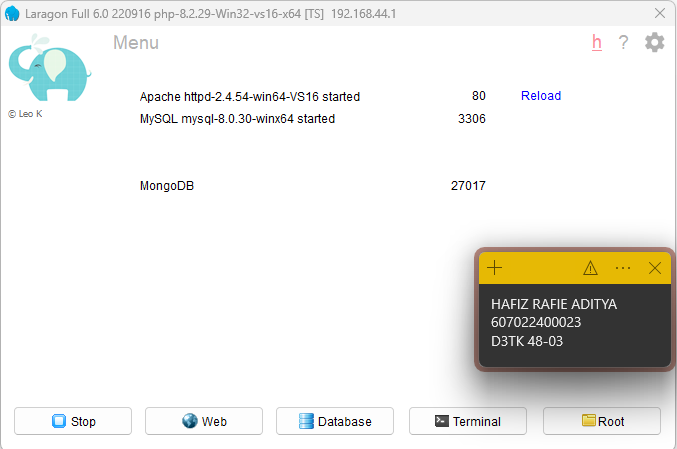 Laragon Full 6.0 220916 php-8.2.29-Win32-vs16-x64 [TS] 192.168.44.1
Menu
h ?
© Leo K
Apache httpd-2.4.54-win64-VS16 started 80 Reload
MySQL mysql-8.0.30-winx64 started 3306
MongoDB 27017
HAFIZ RAFIE ADITYA
607022400023
D3TK 48-03
Stop Web Database Terminal Root